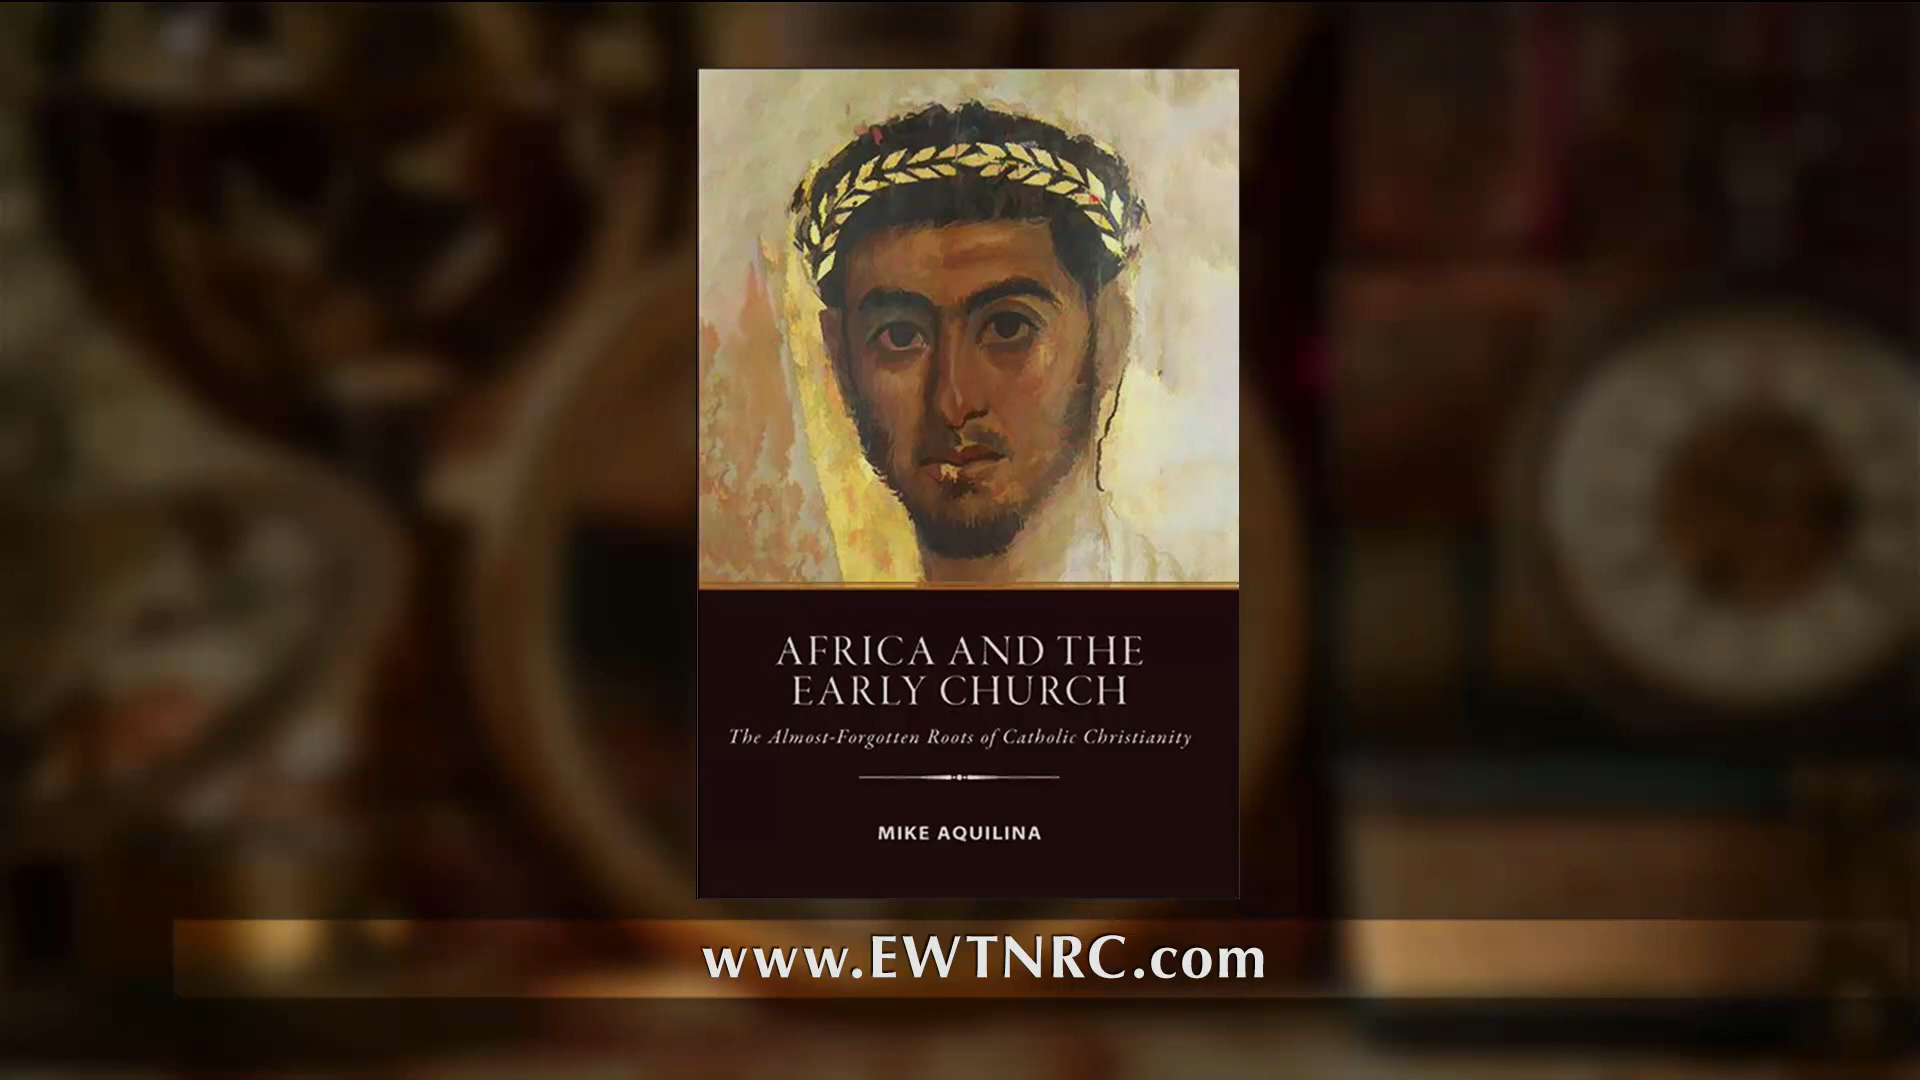 AFRICA AND THE
EARLY CHURCH
The Almost-Forgotten Roots of Catholic Christianity
MIKE AQUILINA
www.EWTNRC.com